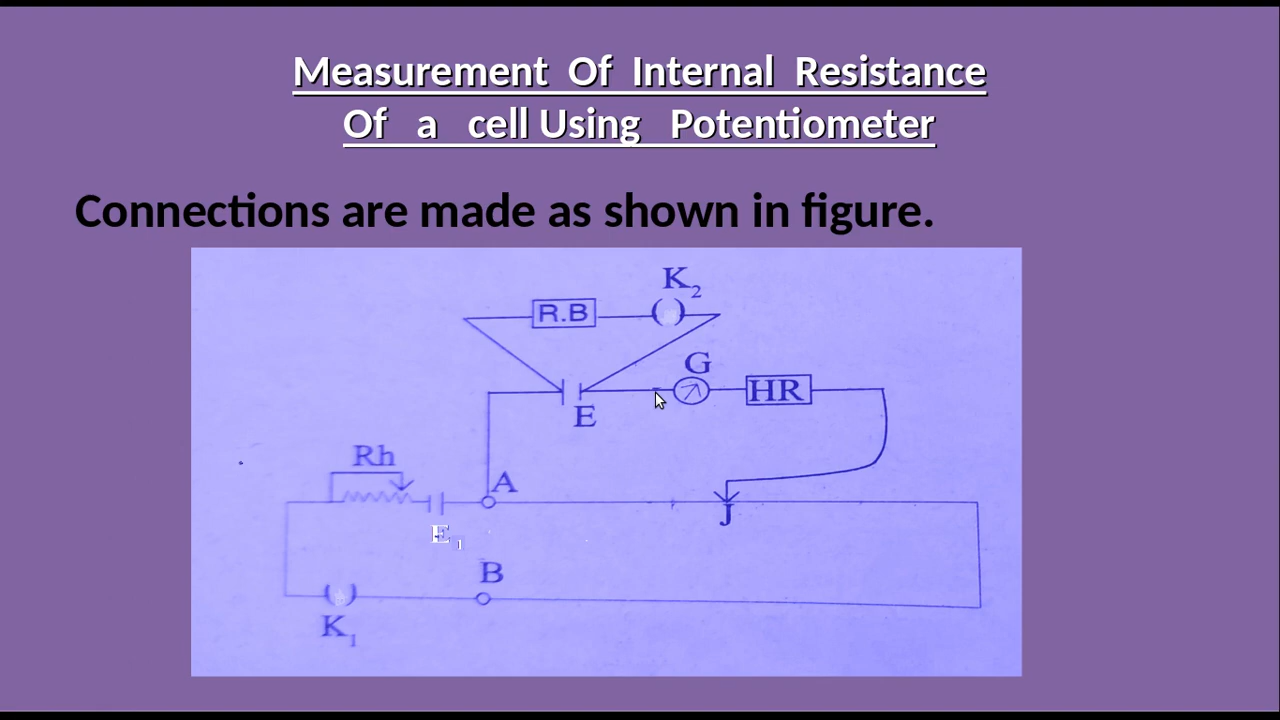 Measurement Of Internal Resistance
Of a cell Using Potentiometer
Connections are made as shown in figure.
K2
R.B
G
HR
E
Rh
A
J
E1
B
K1